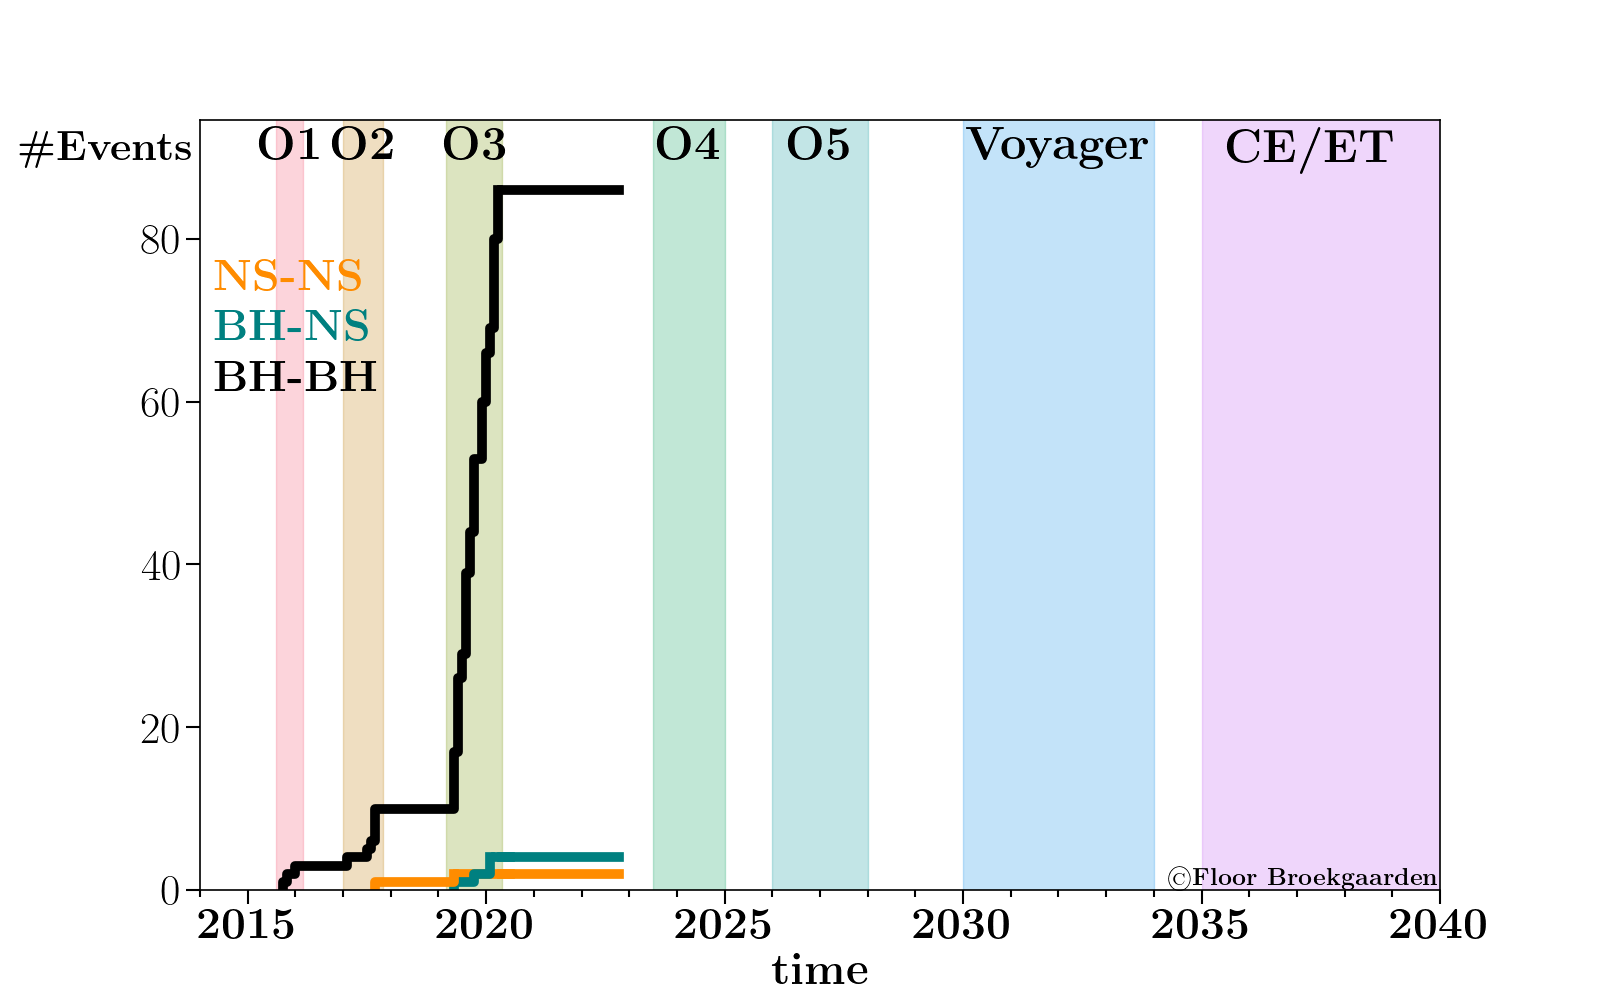 #Events
O1 O2 O3 O4 O5 Voyager CE/ET
80
NS-NS
BH-NS
BH-BH
60
40
20
0
©Floor Broekgaarden
2015 2020 2025 2030 2035 2040
time